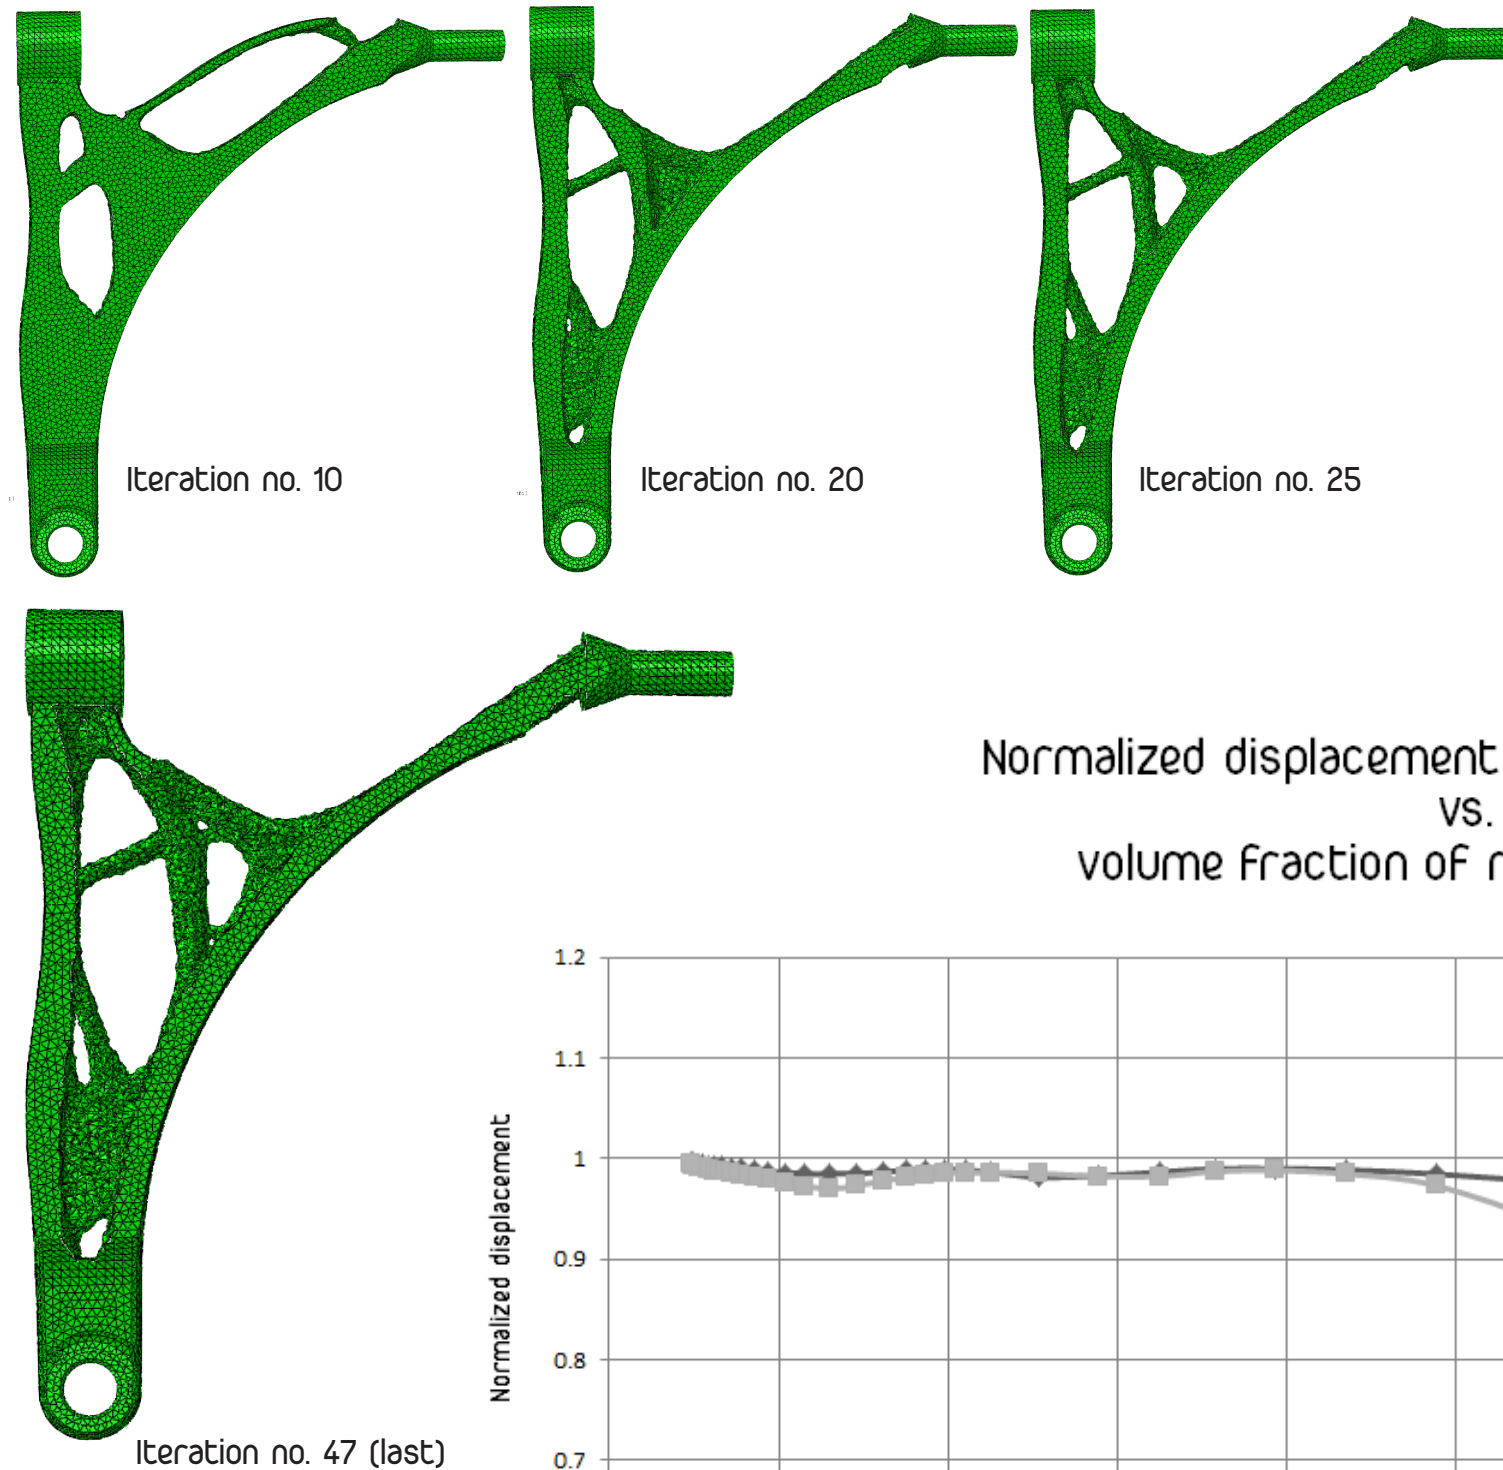 Iteration no. 10
Iteration no. 20
Iteration no. 25
Iteration no. 47 (last)
Normalized displacement
vs.
volume fraction of
1.2
1.1
1
0.9
0.8
0.7
Normalized displacement